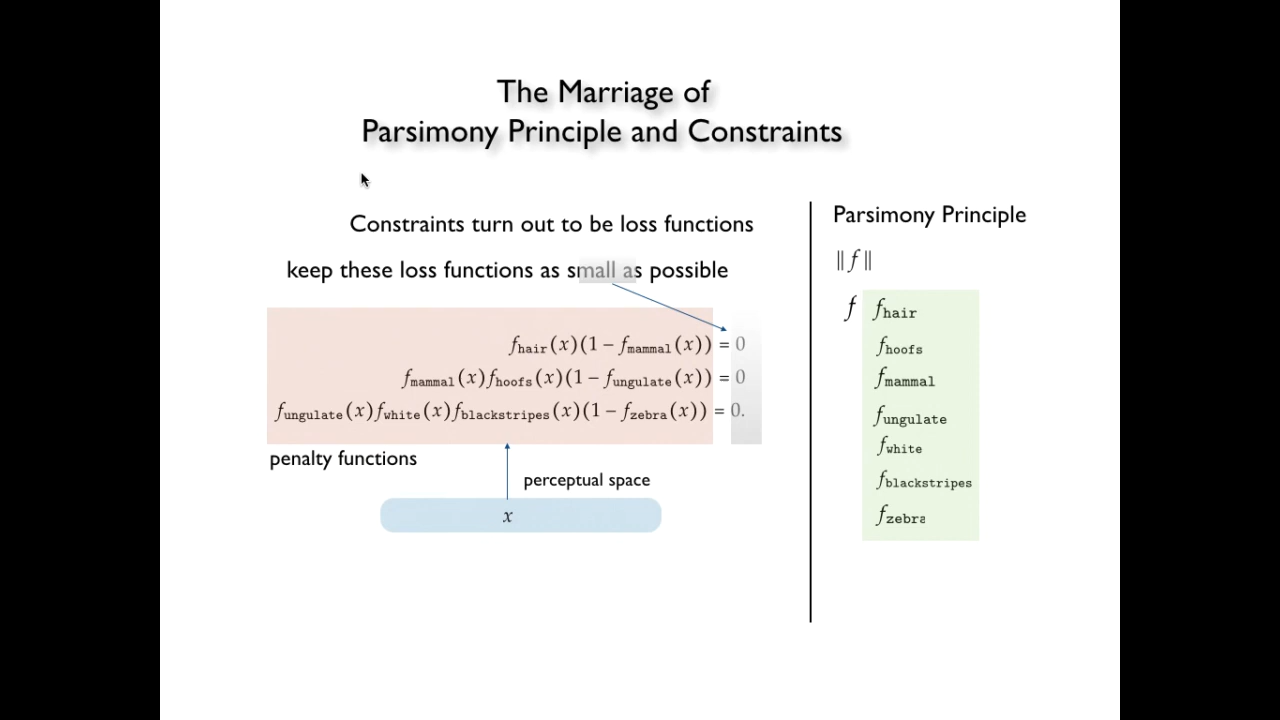 The Marriage of
Parsimony Principle and Constraints
Constraints turn out to be loss functions
keep these loss functions as small as possible
f_hair(x)(1 − f_mammal(x)) = 0
f_mammal(x)f_hoofs(x)(1 − f_ungulate(x)) = 0
f_ungulate(x)f_white(x)f_blackstripes(x)(1 − f_zebra(x)) = 0.
penalty functions
perceptual space
x
Parsimony Principle
‖ f ‖
f f_hair
f_hoofs
f_mammal
f_ungulate
f_white
f_blackstripes
f_zebra